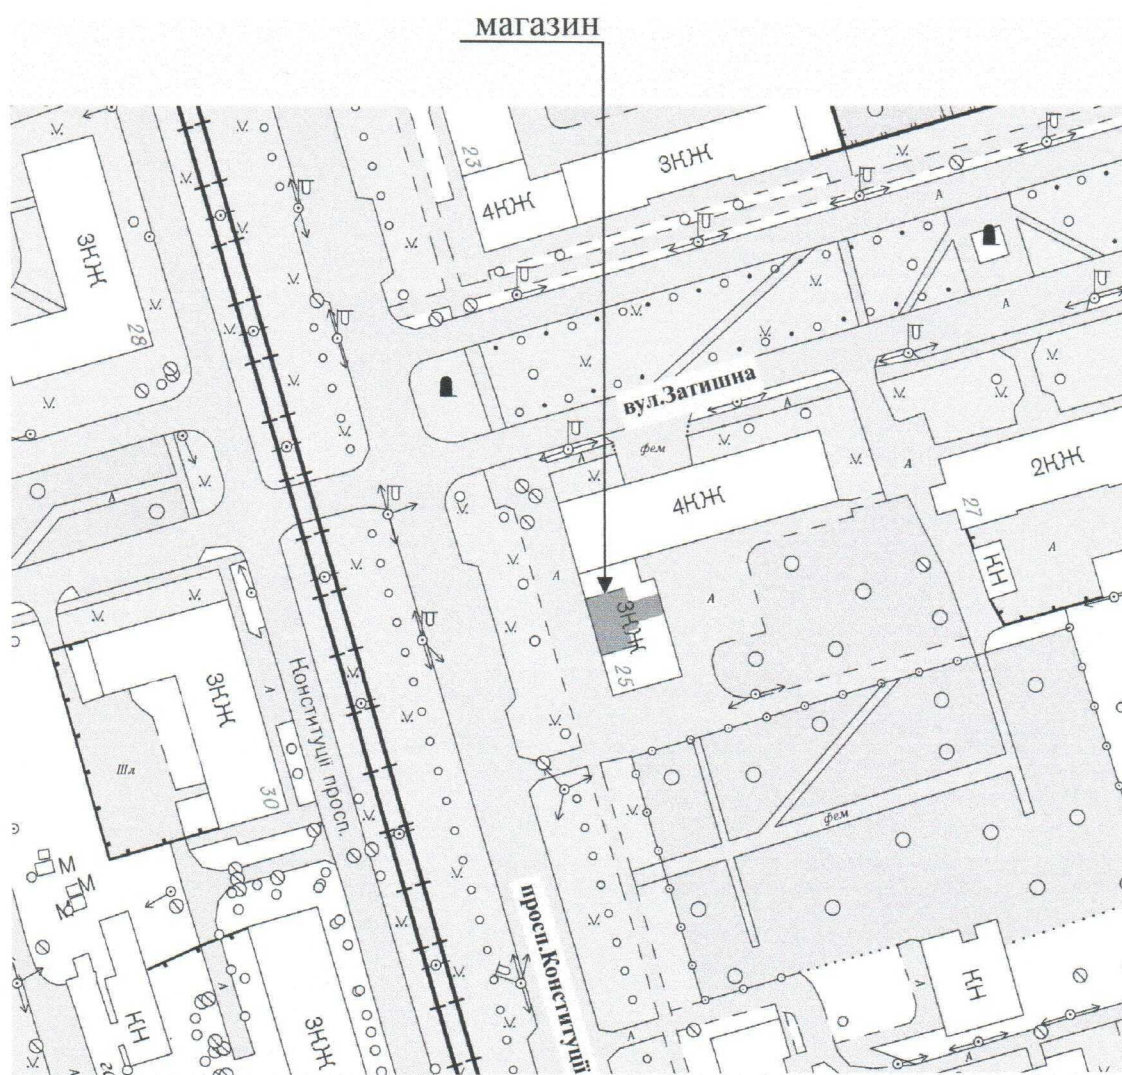 магазин
23
4КЖ
3КЖ
3КЖ
28
А
А
вул.Затишна
А
А
фем
А
4КЖ
А
2КЖ
27
КН
А
А
А
А
3КЖ
25
3КЖ
А
Конституції просп.
Шл
30
фем
М
М
М
просп.Конституції
КН
3КЖ
А
КН
А
А
А